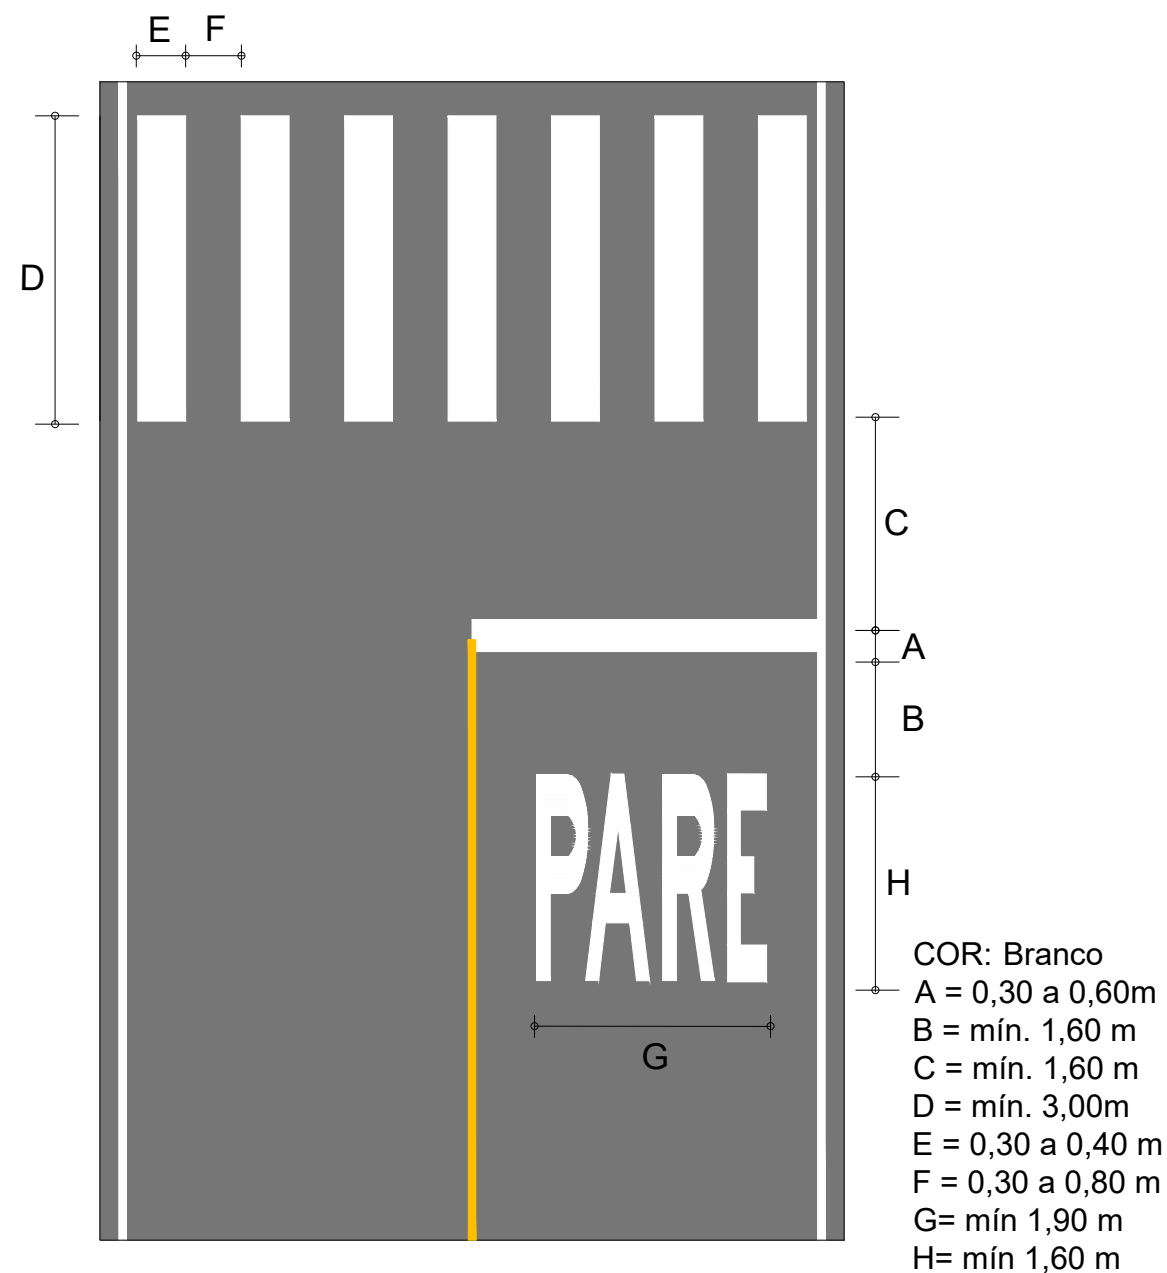 E F
D
C
A
B
PARE
H
G
COR: Branco
A = 0,30 a 0,60m
B = mín. 1,60 m
C = mín. 1,60 m
D = mín. 3,00m
E = 0,30 a 0,40 m
F = 0,30 a 0,80 m
G= mín 1,90 m
H= mín 1,60 m